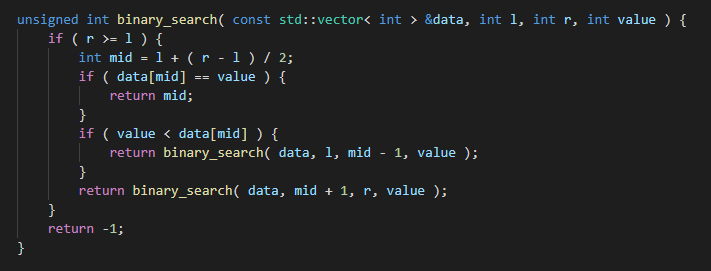 unsigned int binary_search( const std::vector< int > &data, int l, int r, int value ) {
    if ( r >= l ) {
        int mid = l + ( r - l ) / 2;
        if ( data[mid] == value ) {
            return mid;
        }
        if ( value < data[mid] ) {
            return binary_search( data, l, mid - 1, value );
        }
        return binary_search( data, mid + 1, r, value );
    }
    return -1;
}